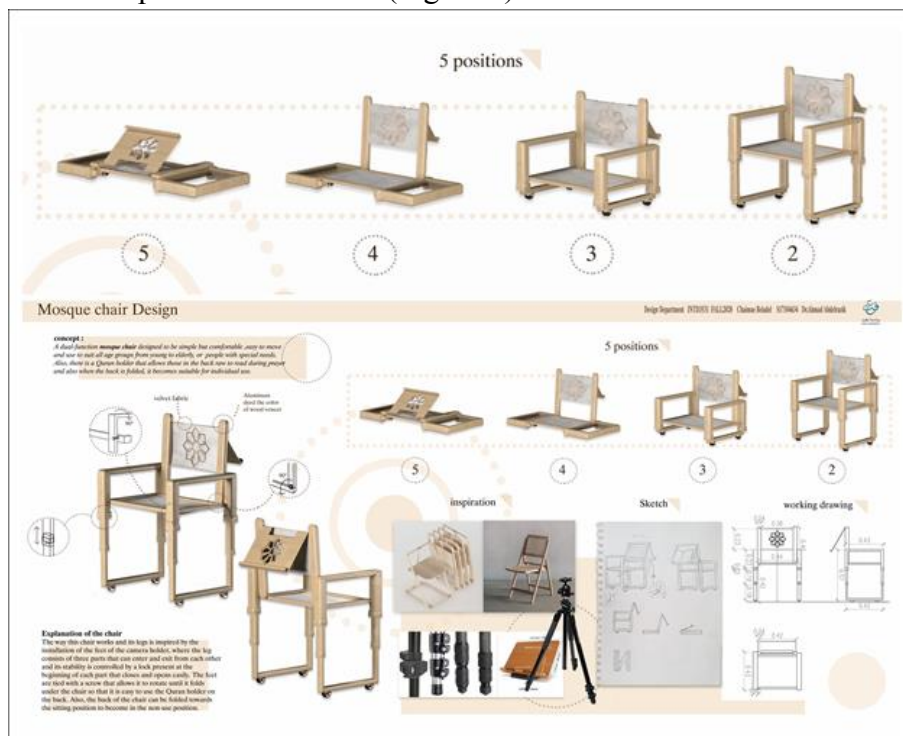 5 positions
5
4
3
2
Mosque chair Design
concept :
A dual-function mosque chair designed to be simple but comfortable ,easy to move
and use to suit all age groups from young to elderly, or people with special needs.
Also, there is a Quran holder that allows those in the back row to read during prayer
and also when the back is folded, it becomes suitable for individual use.
velvet fabric
Aluminum
deed the color
of wood veneer
90°
90°
5 positions
5
4
3
2
inspiration
Sketch
working drawing
Explanation of the chair
The way this chair works and its legs is inspired by the
installation of the feet of the camera holder, where the leg
consists of three parts that can enter and exit from each other
and its stability is controlled by a lock present at the
beginning of each part that closes and opens easily. The feet
are tied with a screw that allows it to rotate until it folds
under the chair so that it is easy to use the Quran holder on
the back. Also, the back of the chair can be folded towards
the sitting position to become in the non use position.